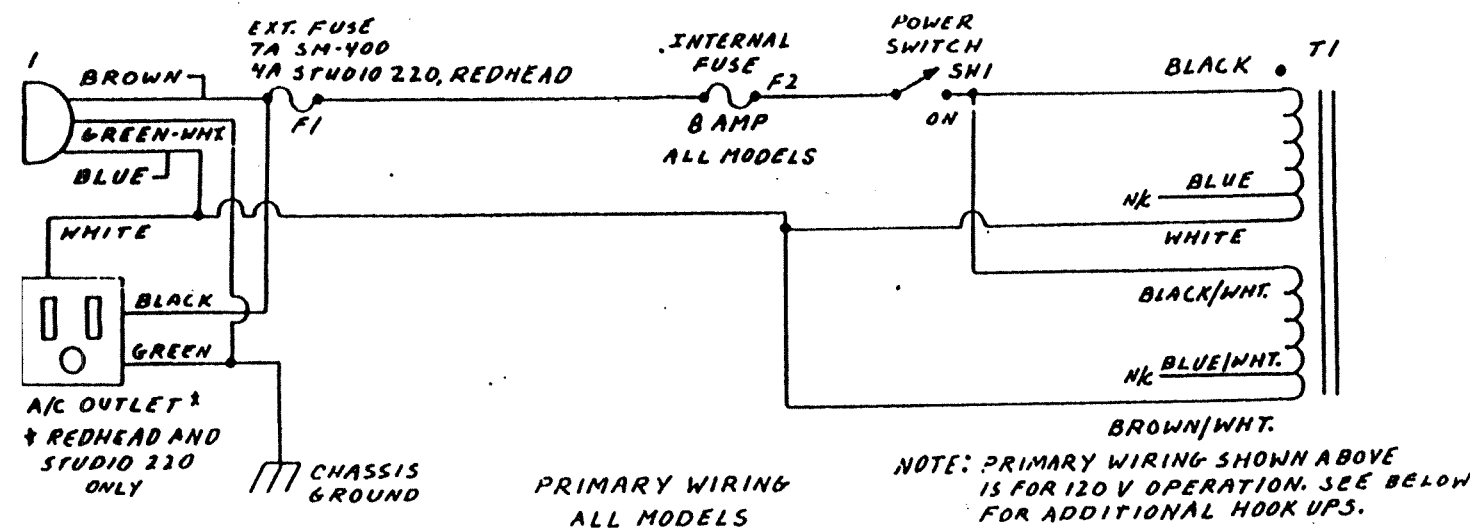 EXT. FUSE
7A SM-400
4A STUDIO 220, REDHEAD
F1
1
BROWN
GREEN-WHT
BLUE
INTERNAL
FUSE
F2
8 AMP
ALL MODELS
POWER
SWITCH
SW1
ON
BLACK
T1
N/C BLUE
WHITE
BLACK/WHT.
N/C BLUE/WHT.
BROWN/WHT.
WHITE
BLACK
GREEN
A/C OUTLET *
* REDHEAD AND
STUDIO 220
ONLY
CHASSIS
GROUND
PRIMARY WIRING
ALL MODELS
NOTE: PRIMARY WIRING SHOWN ABOVE
IS FOR 120 V OPERATION. SEE BELOW
FOR ADDITIONAL HOOK UPS.